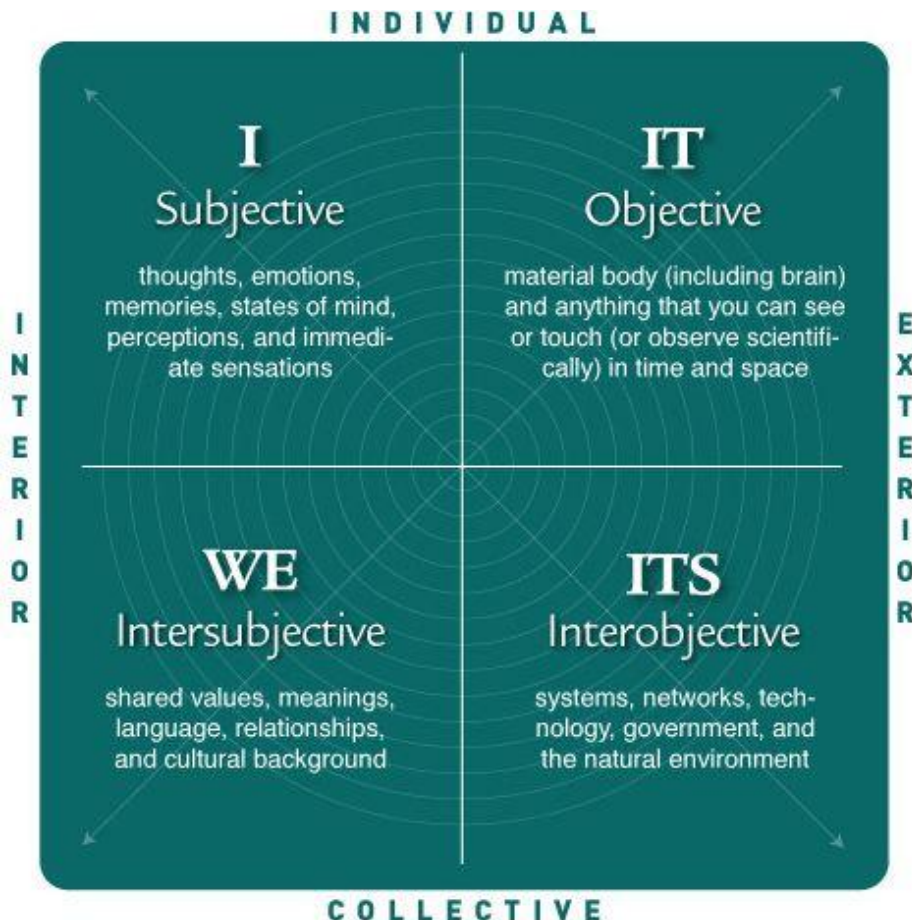 INDIVIDUAL
I
Subjective
thoughts, emotions,
memories, states of mind,
perceptions, and immedi-
ate sensations
IT
Objective
material body (including brain)
and anything that you can see
or touch (or observe scientifi-
cally) in time and space
INTERIOR
EXTERIOR
WE
Intersubjective
shared values, meanings,
language, relationships,
and cultural background
ITS
Interobjective
systems, networks, tech-
nology, government, and
the natural environment
COLLECTIVE